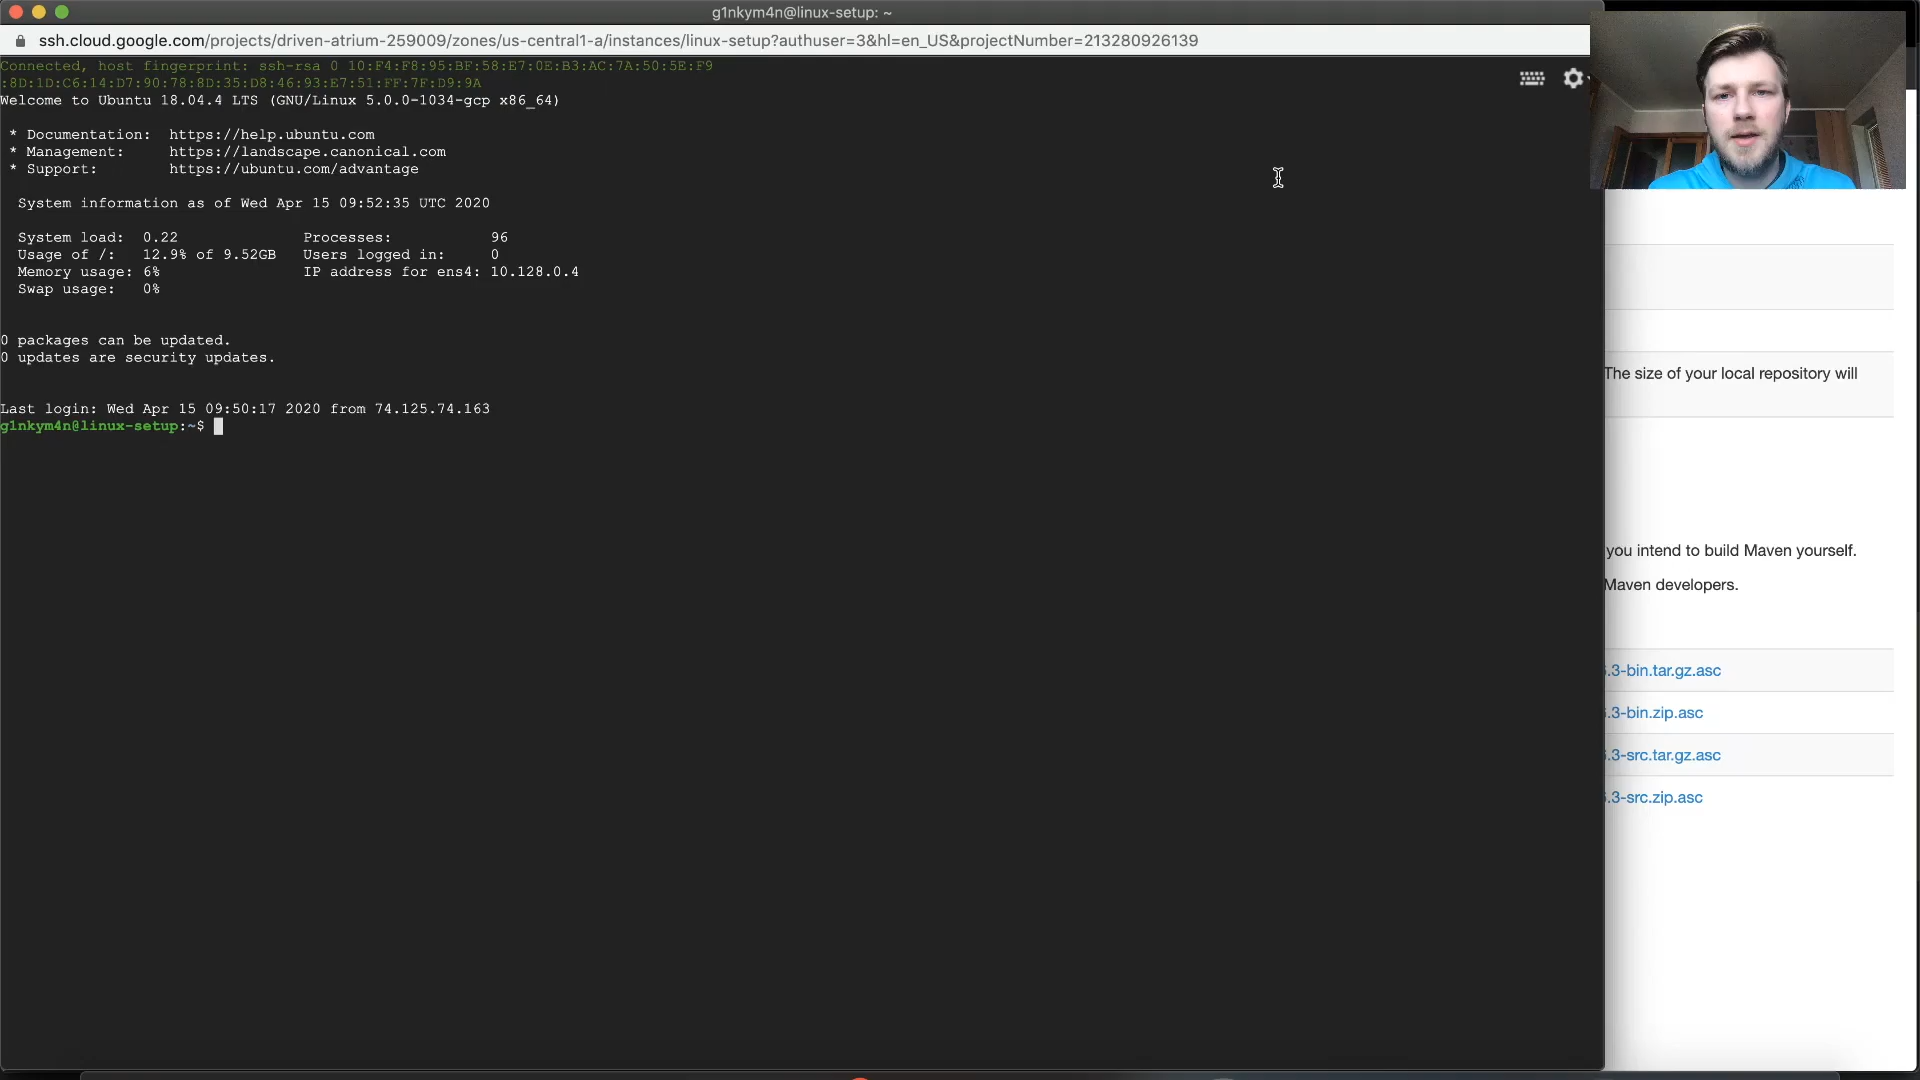 g1nkym4n@linux-setup: ~
ssh.cloud.google.com/projects/driven-atrium-259009/zones/us-central1-a/instances/linux-setup?authuser=3&hl=en_US&projectNumber=213280926139
Connected, host fingerprint: ssh-rsa 0 10:F4:F8:95:BF:58:E7:0E:B3:AC:7A:50:5E:F9
:8D:1D:C6:14:D7:90:78:8D:35:D8:46:93:E7:51:FF:7F:D9:9A
Welcome to Ubuntu 18.04.4 LTS (GNU/Linux 5.0.0-1034-gcp x86_64)
* Documentation: https://help.ubuntu.com
* Management: https://landscape.canonical.com
* Support: https://ubuntu.com/advantage
System information as of Wed Apr 15 09:52:35 UTC 2020
System load: 0.22 Processes: 96
Usage of /: 12.9% of 9.52GB Users logged in: 0
Memory usage: 6% IP address for ens4: 10.128.0.4
Swap usage: 0%
0 packages can be updated.
0 updates are security updates.
Last login: Wed Apr 15 09:50:17 2020 from 74.125.74.163
g1nkym4n@linux-setup:~$
The size of your local repository will
you intend to build Maven yourself.
Maven developers.
.3-bin.tar.gz.asc
.3-bin.zip.asc
.3-src.tar.gz.asc
.3-src.zip.asc